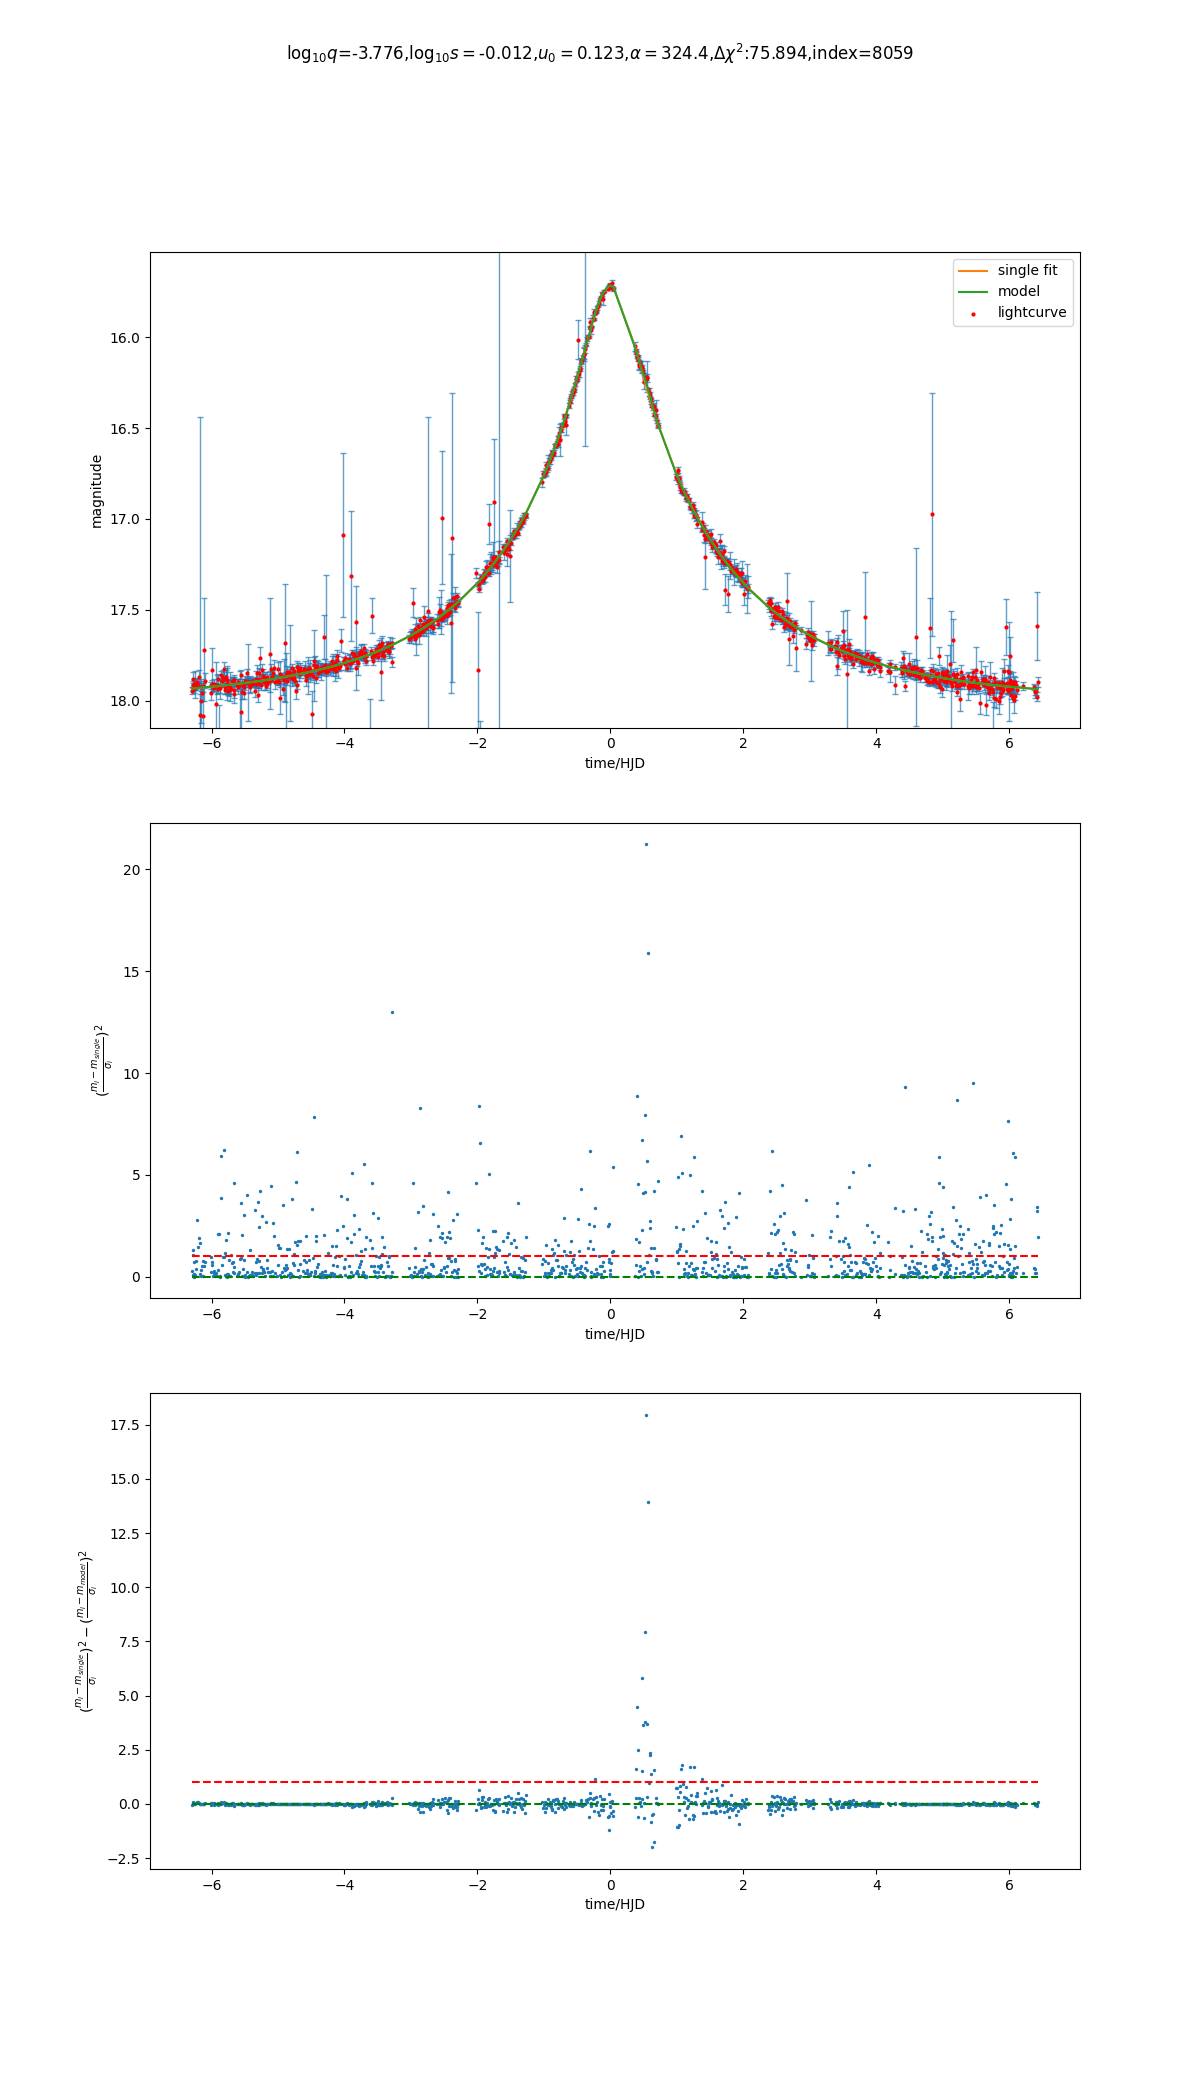 log₁₀q=-3.776,log₁₀s = -0.012,u₀ = 0.123,α = 324.4,Δχ²:75.894,index=8059
single fit
model
lightcurve
16.0
16.5
17.0
17.5
18.0
magnitude
−6 −4 −2 0 2 4 6
time/HJD
20
15
10
5
0
(mᵢ − m_single / σᵢ)²
−6 −4 −2 0 2 4 6
time/HJD
17.5
15.0
12.5
10.0
7.5
5.0
2.5
0.0
−2.5
(mᵢ − m_single / σᵢ)² − (mᵢ − m_model / σᵢ)²
−6 −4 −2 0 2 4 6
time/HJD